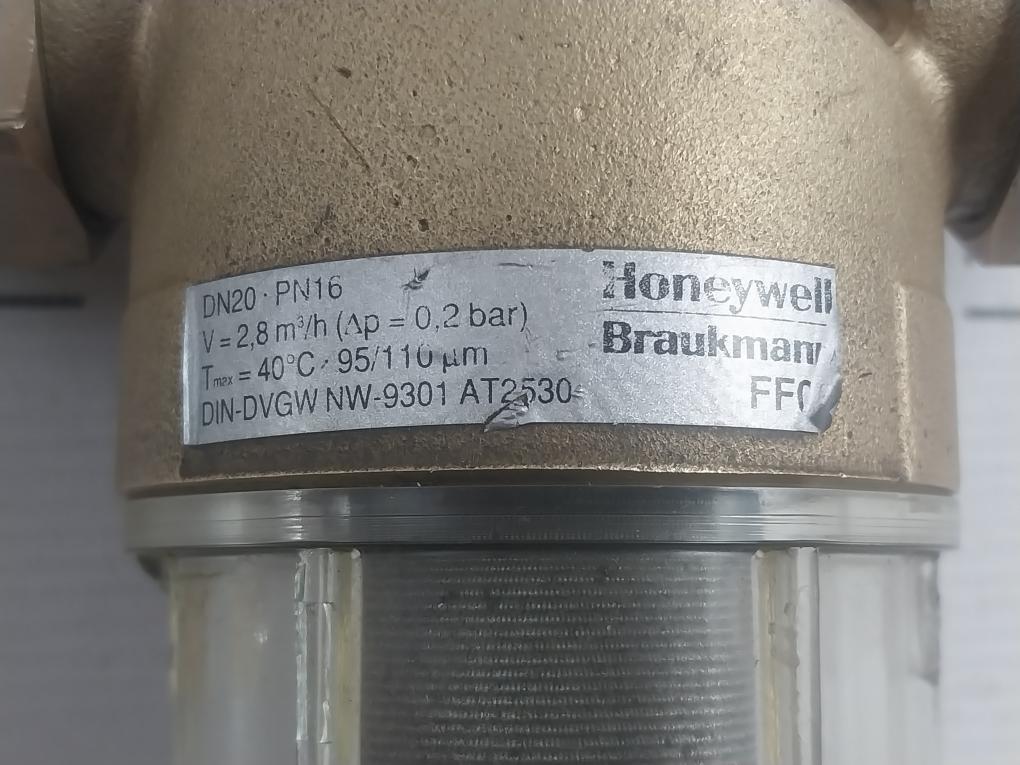 DN20 · PN16
V = 2,8 m³/h (Δp = 0,2 bar)
Tmax = 40°C · 95/110 µm
DIN-DVGW NW-9301 AT2530
Honeywell
Braukmann